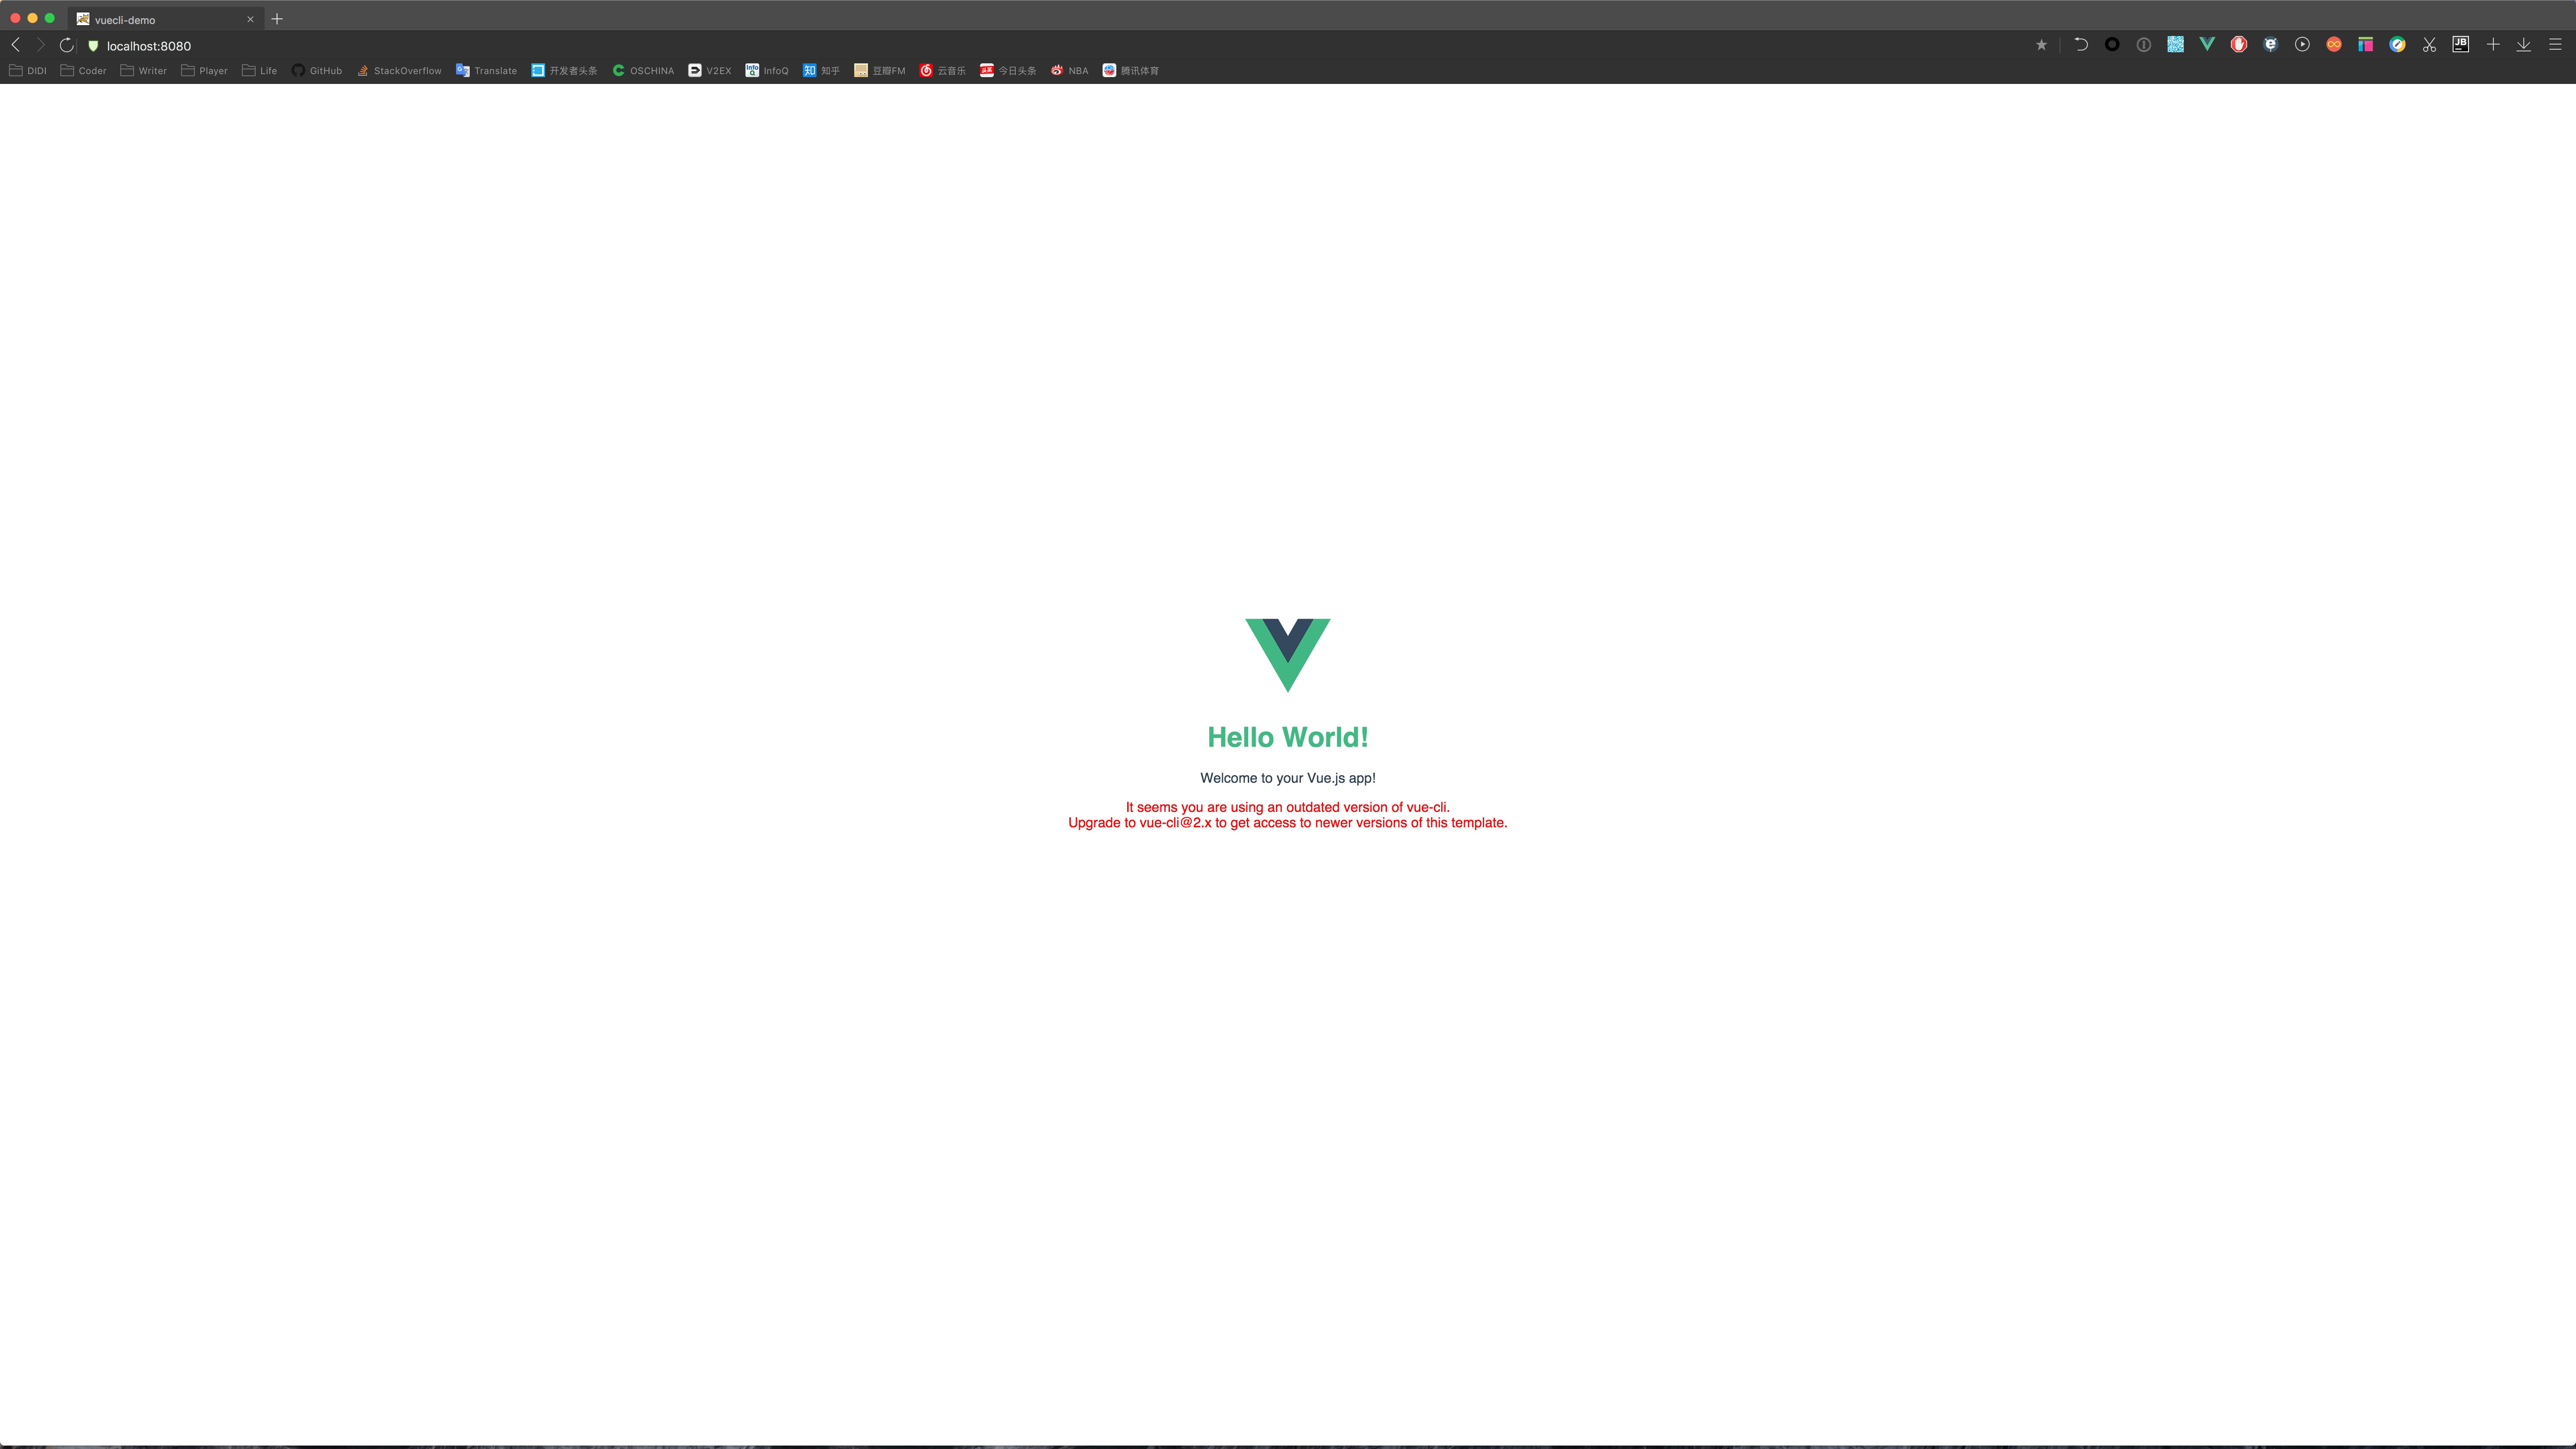 vuecli-demo
localhost:8080
DIDI Coder Writer Player Life GitHub StackOverflow Translate 开发者头条 OSCHINA V2EX InfoQ 知乎 豆瓣FM 云音乐 今日头条 NBA 腾讯体育
Hello World!
Welcome to your Vue.js app!
It seems you are using an outdated version of vue-cli.
Upgrade to vue-cli@2.x to get access to newer versions of this template.